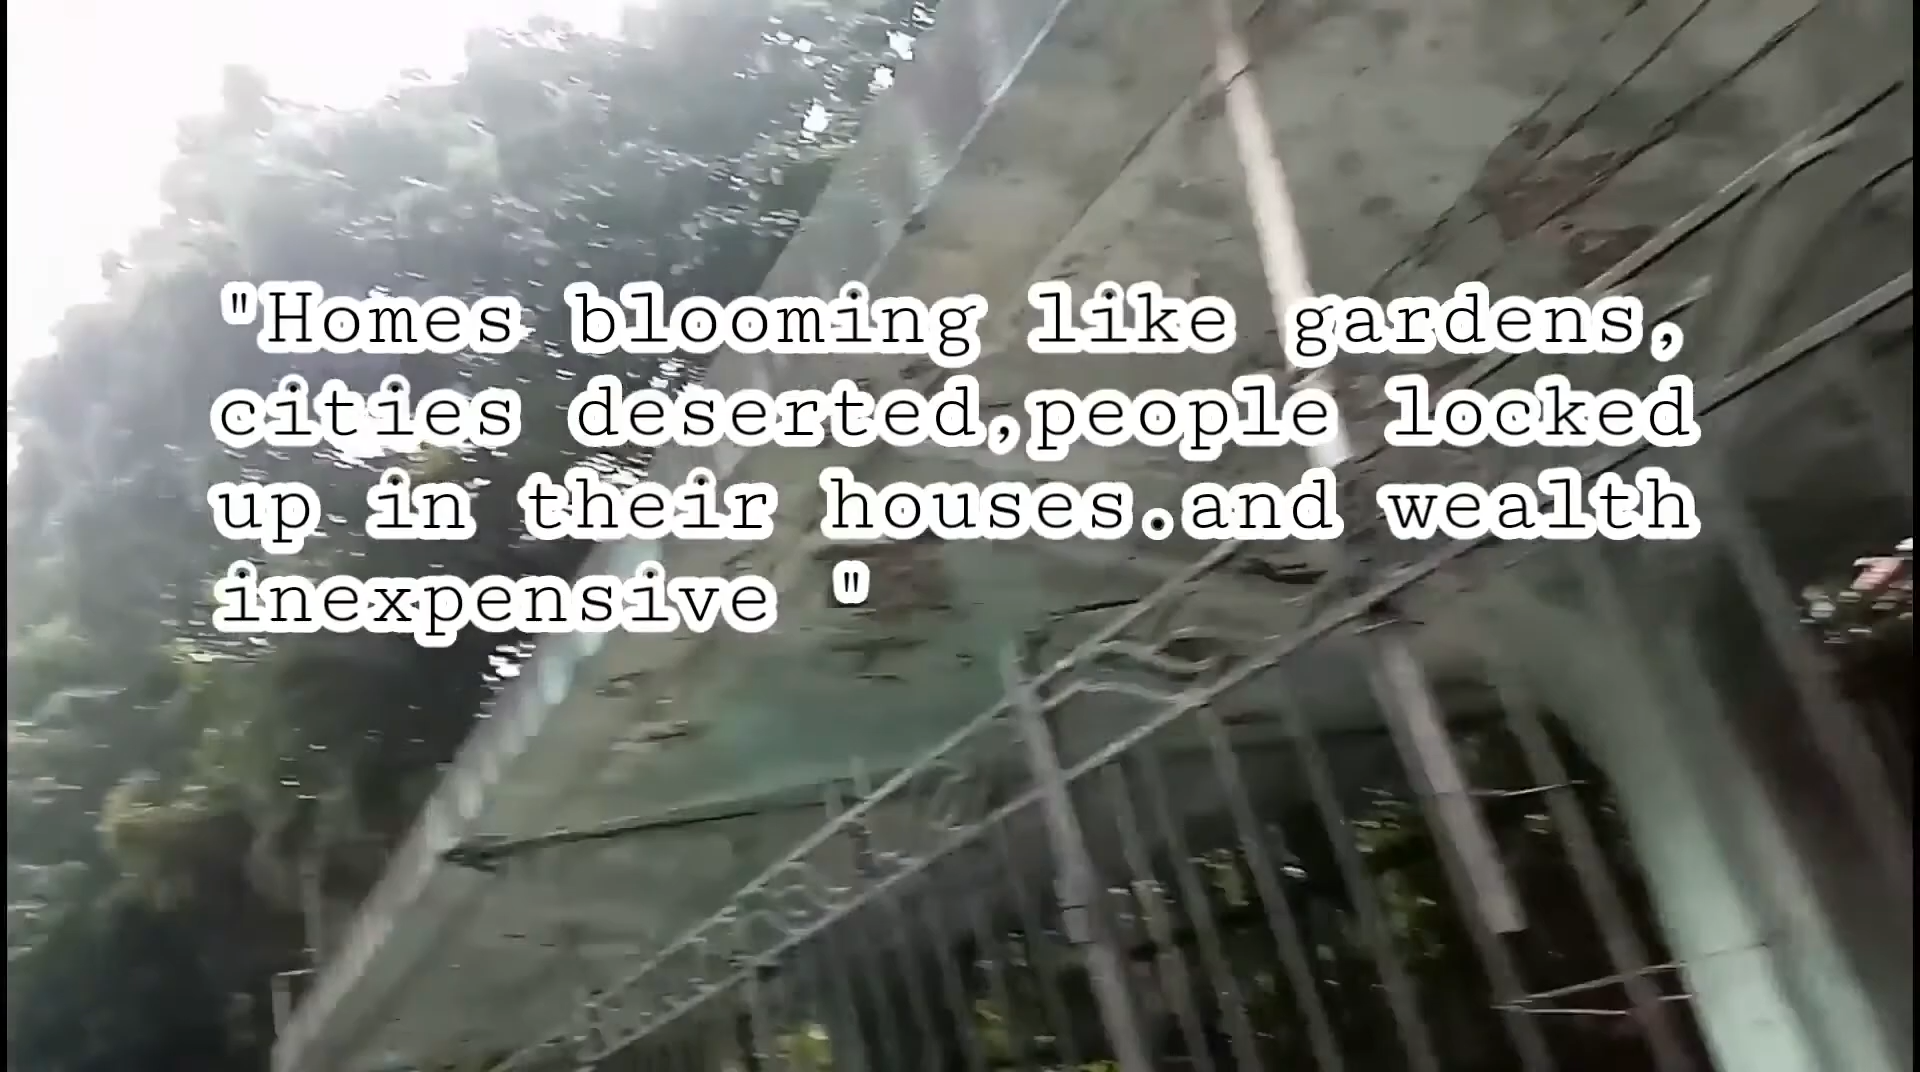 "Homes blooming like gardens,
cities deserted,people locked
up in their houses.and wealth
inexpensive "